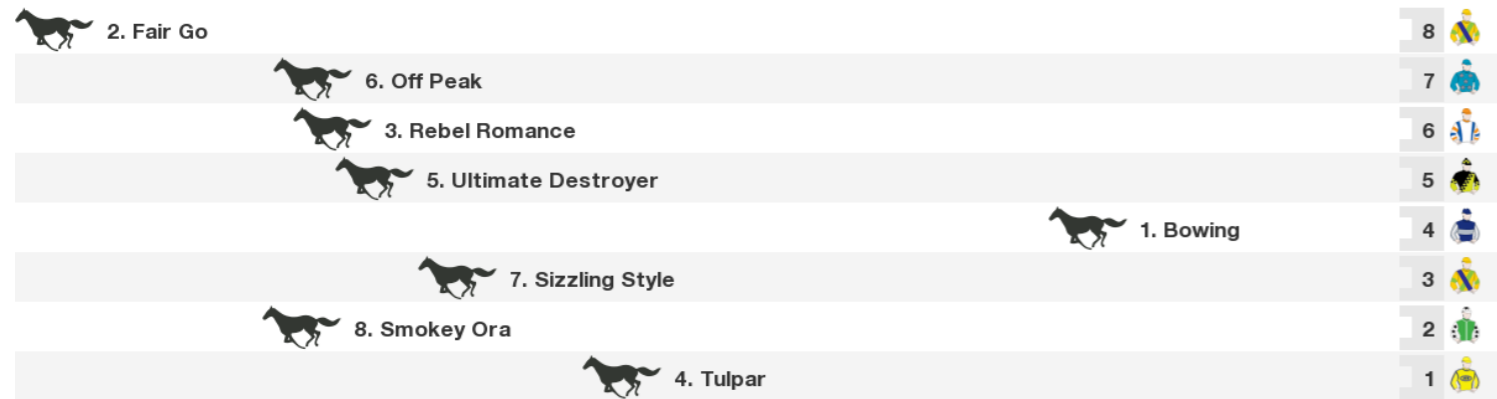 2. Fair Go 8
6. Off Peak 7
3. Rebel Romance 6
5. Ultimate Destroyer 5
1. Bowing 4
7. Sizzling Style 3
8. Smokey Ora 2
4. Tulpar 1